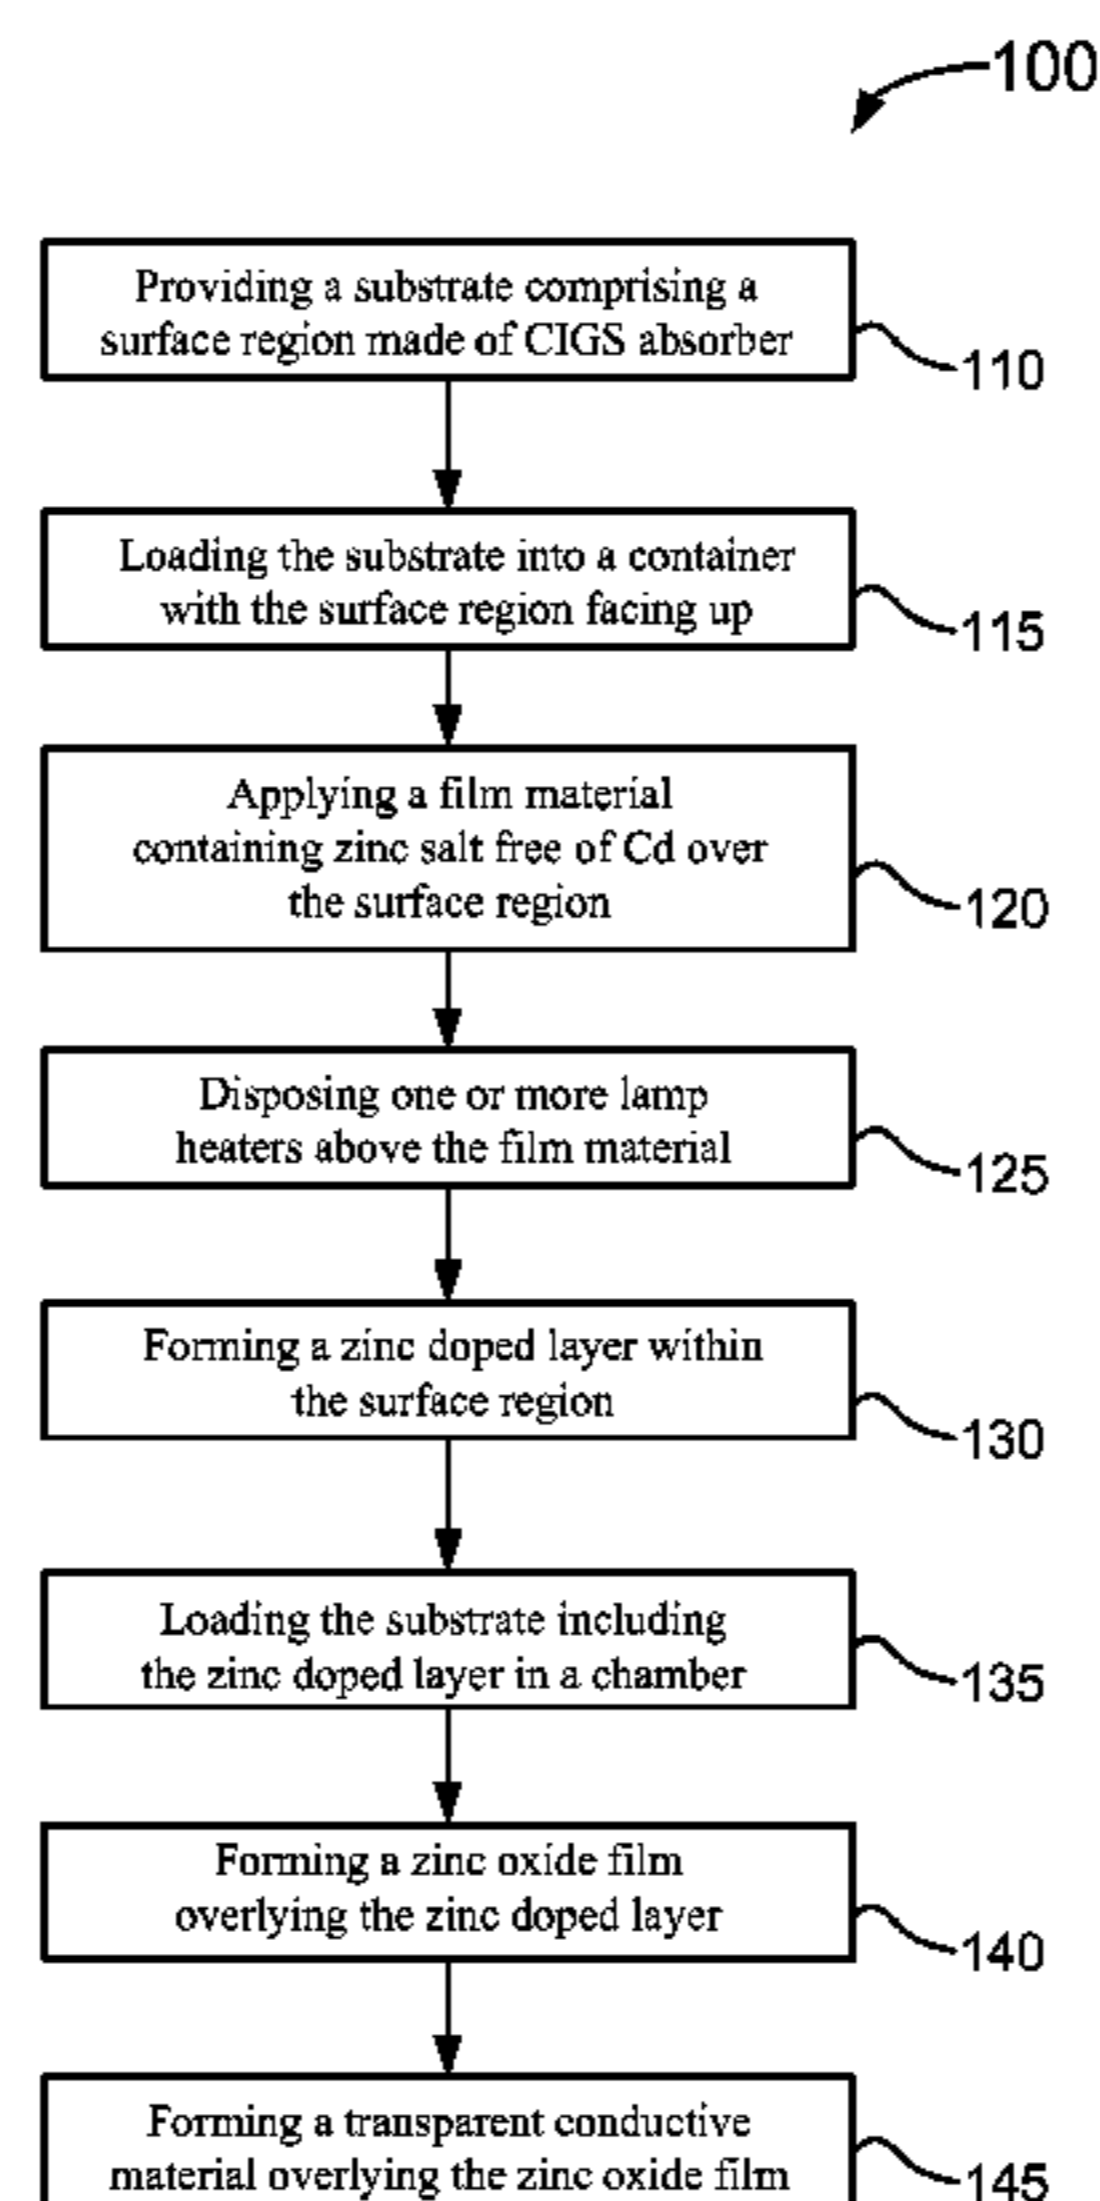 100
Providing a substrate comprising a
surface region made of CIGS absorber
110
Loading the substrate into a container
with the surface region facing up
115
Applying a film material
containing zinc salt free of Cd over
the surface region
120
Disposing one or more lamp
heaters above the film material
125
Forming a zinc doped layer within
the surface region
130
Loading the substrate including
the zinc doped layer in a chamber
135
Forming a zinc oxide film
overlying the zinc doped layer
140
Forming a transparent conductive
material overlying the zinc oxide film
145